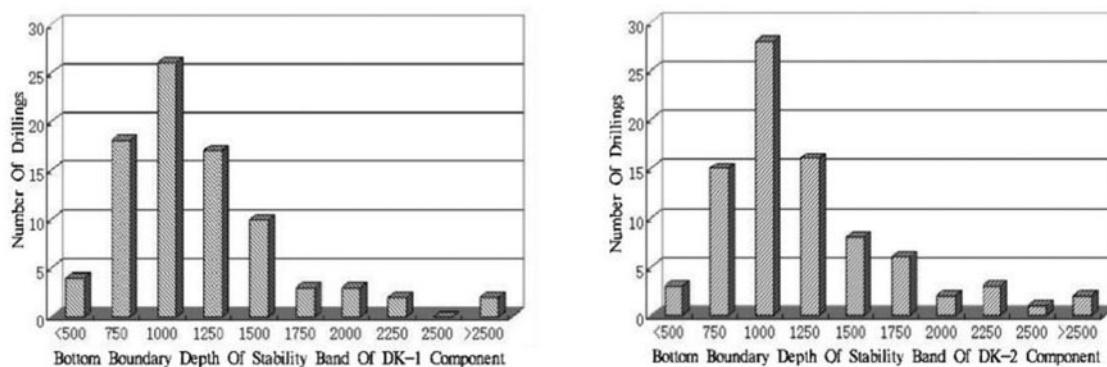 Number Of Drillings
30
25
20
15
10
5
0
<500 750 1000 1250 1500 1750 2000 2250 2500 >2500
Bottom Boundary Depth Of Stability Band Of DK-1 Component
Number Of Drillings
30
25
20
15
10
5
0
<500 750 1000 1250 1500 1750 2000 2250 2500 >2500
Bottom Boundary Depth Of Stability Band Of DK-2 Component